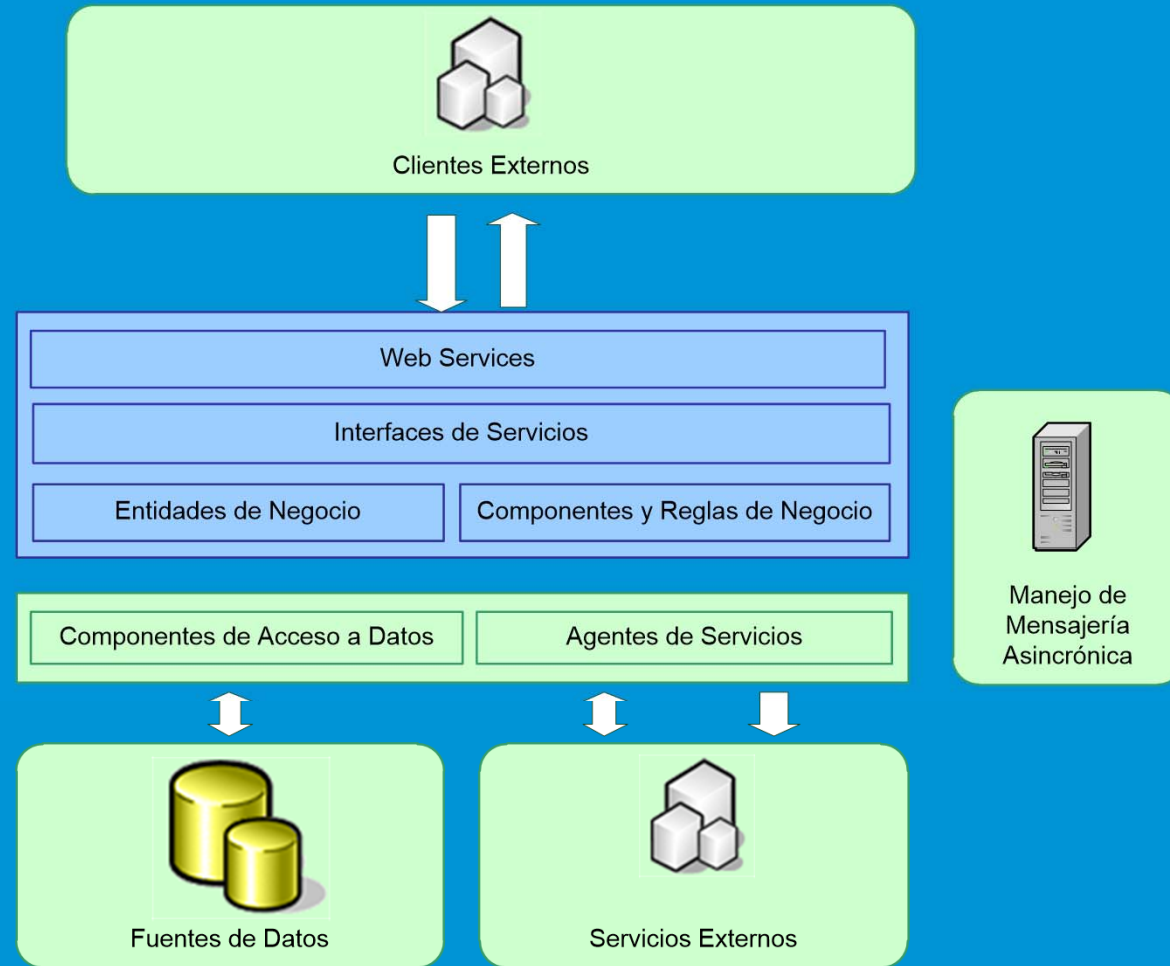 Clientes Externos
Web Services
Interfaces de Servicios
Entidades de Negocio
Componentes y Reglas de Negocio
Componentes de Acceso a Datos
Agentes de Servicios
Manejo de
Mensajería
Asincrónica
Fuentes de Datos
Servicios Externos